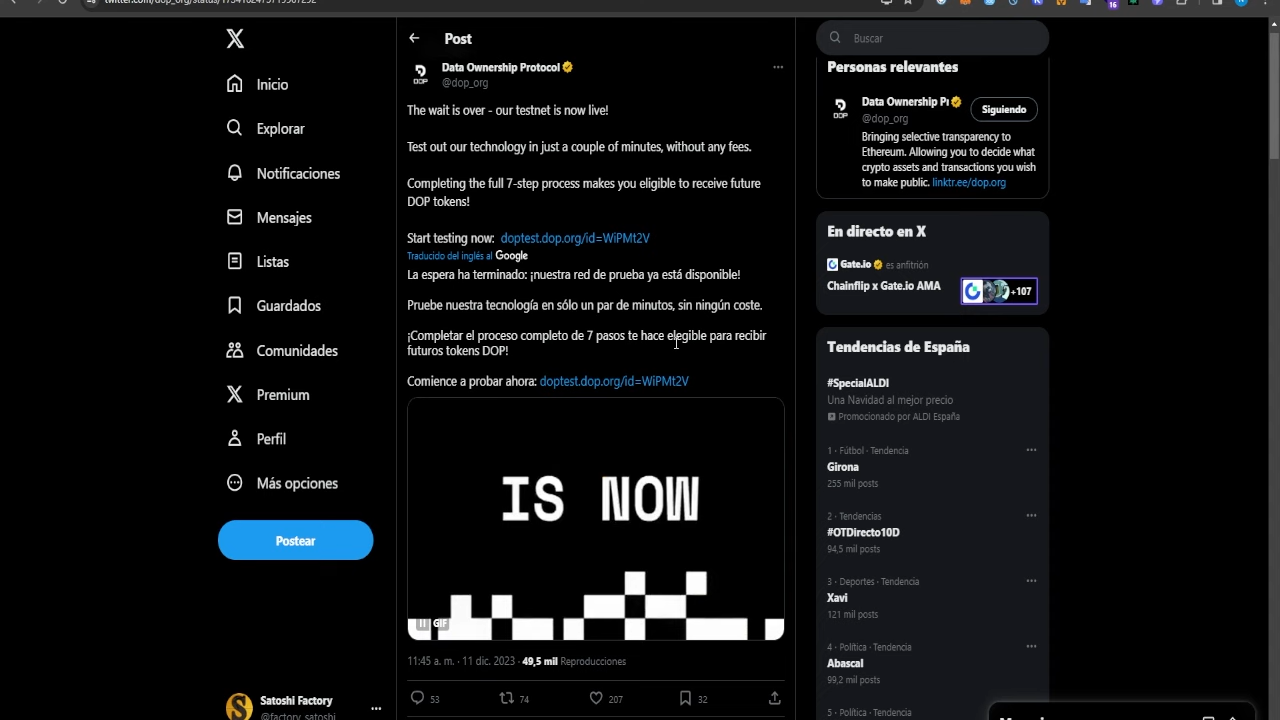 Post
Data Ownership Protocol
@dop_org
The wait is over - our testnet is now live!
Test out our technology in just a couple of minutes, without any fees.
Completing the full 7-step process makes you eligible to receive future
DOP tokens!
Start testing now: doptest.dop.org/id=WiPMt2V
Traducido del inglés al Google
La espera ha terminado: ¡nuestra red de prueba ya está disponible!
Pruebe nuestra tecnología en sólo un par de minutos, sin ningún coste.
¡Completar el proceso completo de 7 pasos te hace elegible para recibir
futuros tokens DOP!
Comience a probar ahora: doptest.dop.org/id=WiPMt2V
IS NOW
GIF
11:45 a. m. · 11 dic. 2023 · 49,5 mil Reproducciones
53 74 207 32
Inicio
Explorar
Notificaciones
Mensajes
Listas
Guardados
Comunidades
Premium
Perfil
Más opciones
Postear
Satoshi Factory
@factory_satoshi
Buscar
Personas relevantes
DOP
Data Ownership P
@dop_org
Siguiendo
Bringing selective transparency to
Ethereum. Allowing you to decide what
crypto assets and transactions you wish
to make public. linktr.ee/dop.org
En directo en X
Gate.io es anfitrión
Chainflip x Gate.io AMA
+107
Tendencias de España
#SpecialALDI
Una Navidad al mejor precio
Promocionado por ALDI España
1 · Fútbol · Tendencia
Girona
255 mil posts
2 · Tendencias
#OTDirecto10D
94,5 mil posts
3 · Deportes · Tendencia
Xavi
121 mil posts
4 · Política · Tendencia
Abascal
99,2 mil posts
5 · Política · Tendencia